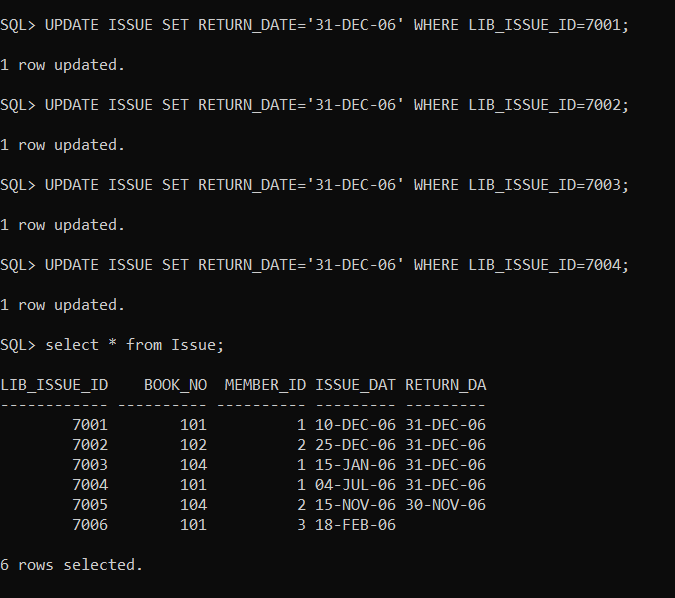 SQL> UPDATE ISSUE SET RETURN_DATE='31-DEC-06' WHERE LIB_ISSUE_ID=7001;
1 row updated.
SQL> UPDATE ISSUE SET RETURN_DATE='31-DEC-06' WHERE LIB_ISSUE_ID=7002;
1 row updated.
SQL> UPDATE ISSUE SET RETURN_DATE='31-DEC-06' WHERE LIB_ISSUE_ID=7003;
1 row updated.
SQL> UPDATE ISSUE SET RETURN_DATE='31-DEC-06' WHERE LIB_ISSUE_ID=7004;
1 row updated.
SQL> select * from Issue;
LIB_ISSUE_ID    BOOK_NO  MEMBER_ID ISSUE_DAT RETURN_DA
------------ ---------- ---------- --------- ---------
        7001        101          1 10-DEC-06 31-DEC-06
        7002        102          2 25-DEC-06 31-DEC-06
        7003        104          1 15-JAN-06 31-DEC-06
        7004        101          1 04-JUL-06 31-DEC-06
        7005        104          2 15-NOV-06 30-NOV-06
        7006        101          3 18-FEB-06
6 rows selected.